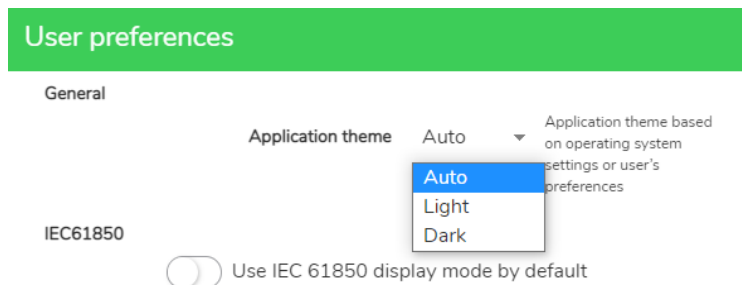 User preferences
General
Application theme
Auto
Application theme based
on operating system
settings or user's
preferences
Auto
Light
Dark
IEC61850
Use IEC 61850 display mode by default